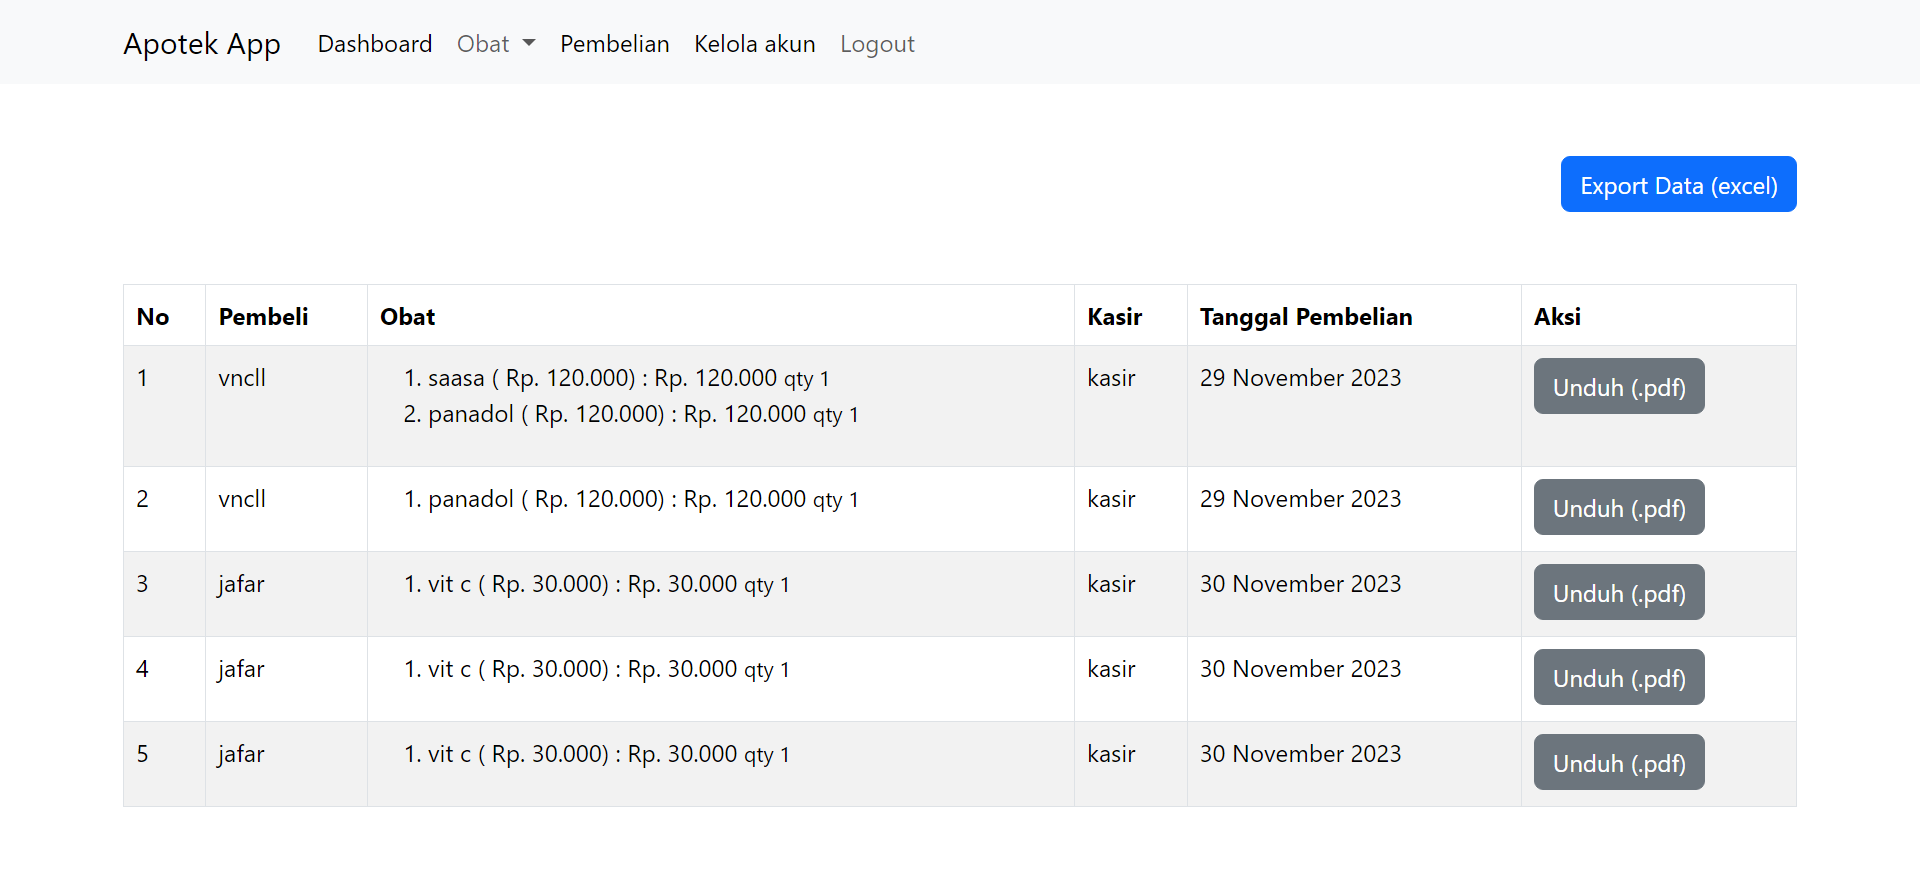 Apotek App Dashboard Obat Pembelian Kelola akun Logout
Export Data (excel)
No Pembeli Obat Kasir Tanggal Pembelian Aksi
1 vncll 1. saasa ( Rp. 120.000) : Rp. 120.000 qty 1 kasir 29 November 2023 Unduh (.pdf)
2. panadol ( Rp. 120.000) : Rp. 120.000 qty 1
2 vncll 1. panadol ( Rp. 120.000) : Rp. 120.000 qty 1 kasir 29 November 2023 Unduh (.pdf)
3 jafar 1. vit c ( Rp. 30.000) : Rp. 30.000 qty 1 kasir 30 November 2023 Unduh (.pdf)
4 jafar 1. vit c ( Rp. 30.000) : Rp. 30.000 qty 1 kasir 30 November 2023 Unduh (.pdf)
5 jafar 1. vit c ( Rp. 30.000) : Rp. 30.000 qty 1 kasir 30 November 2023 Unduh (.pdf)